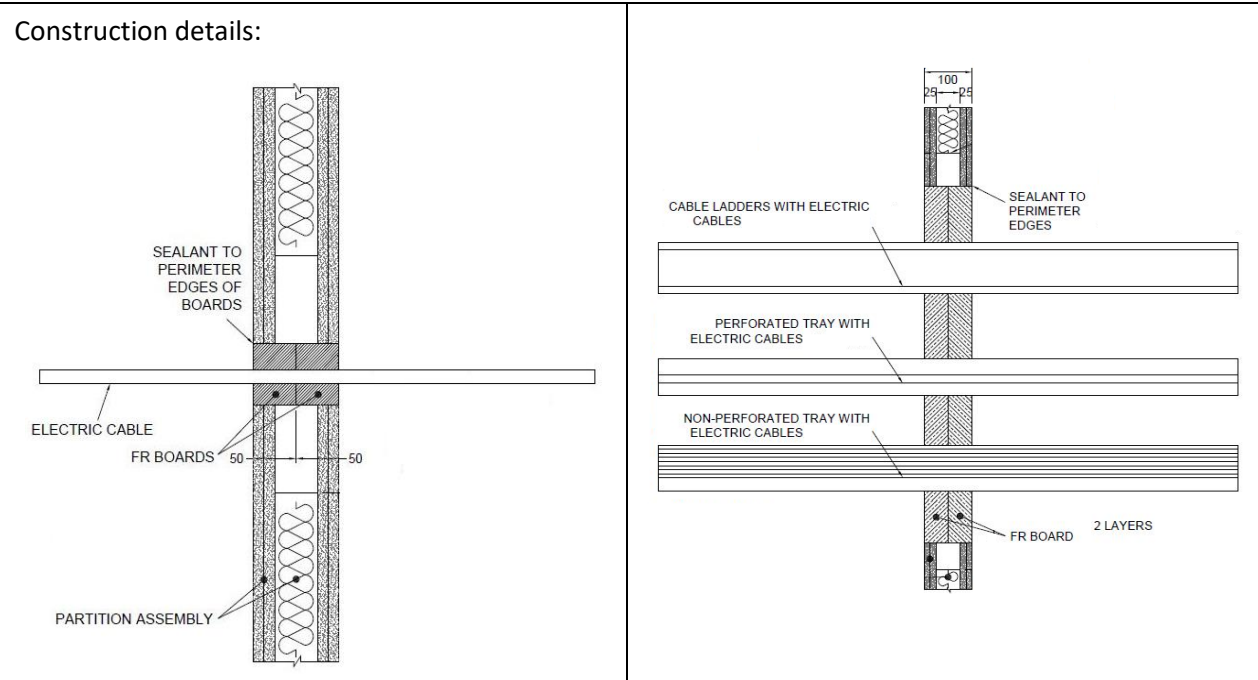 Construction details:
SEALANT TO
PERIMETER
EDGES OF
BOARDS
ELECTRIC CABLE
FR BOARDS
50
50
PARTITION ASSEMBLY
100
25
25
CABLE LADDERS WITH ELECTRIC
CABLES
SEALANT TO
PERIMETER
EDGES
PERFORATED TRAY WITH
ELECTRIC CABLES
NON-PERFORATED TRAY WITH
ELECTRIC CABLES
FR BOARD
2 LAYERS